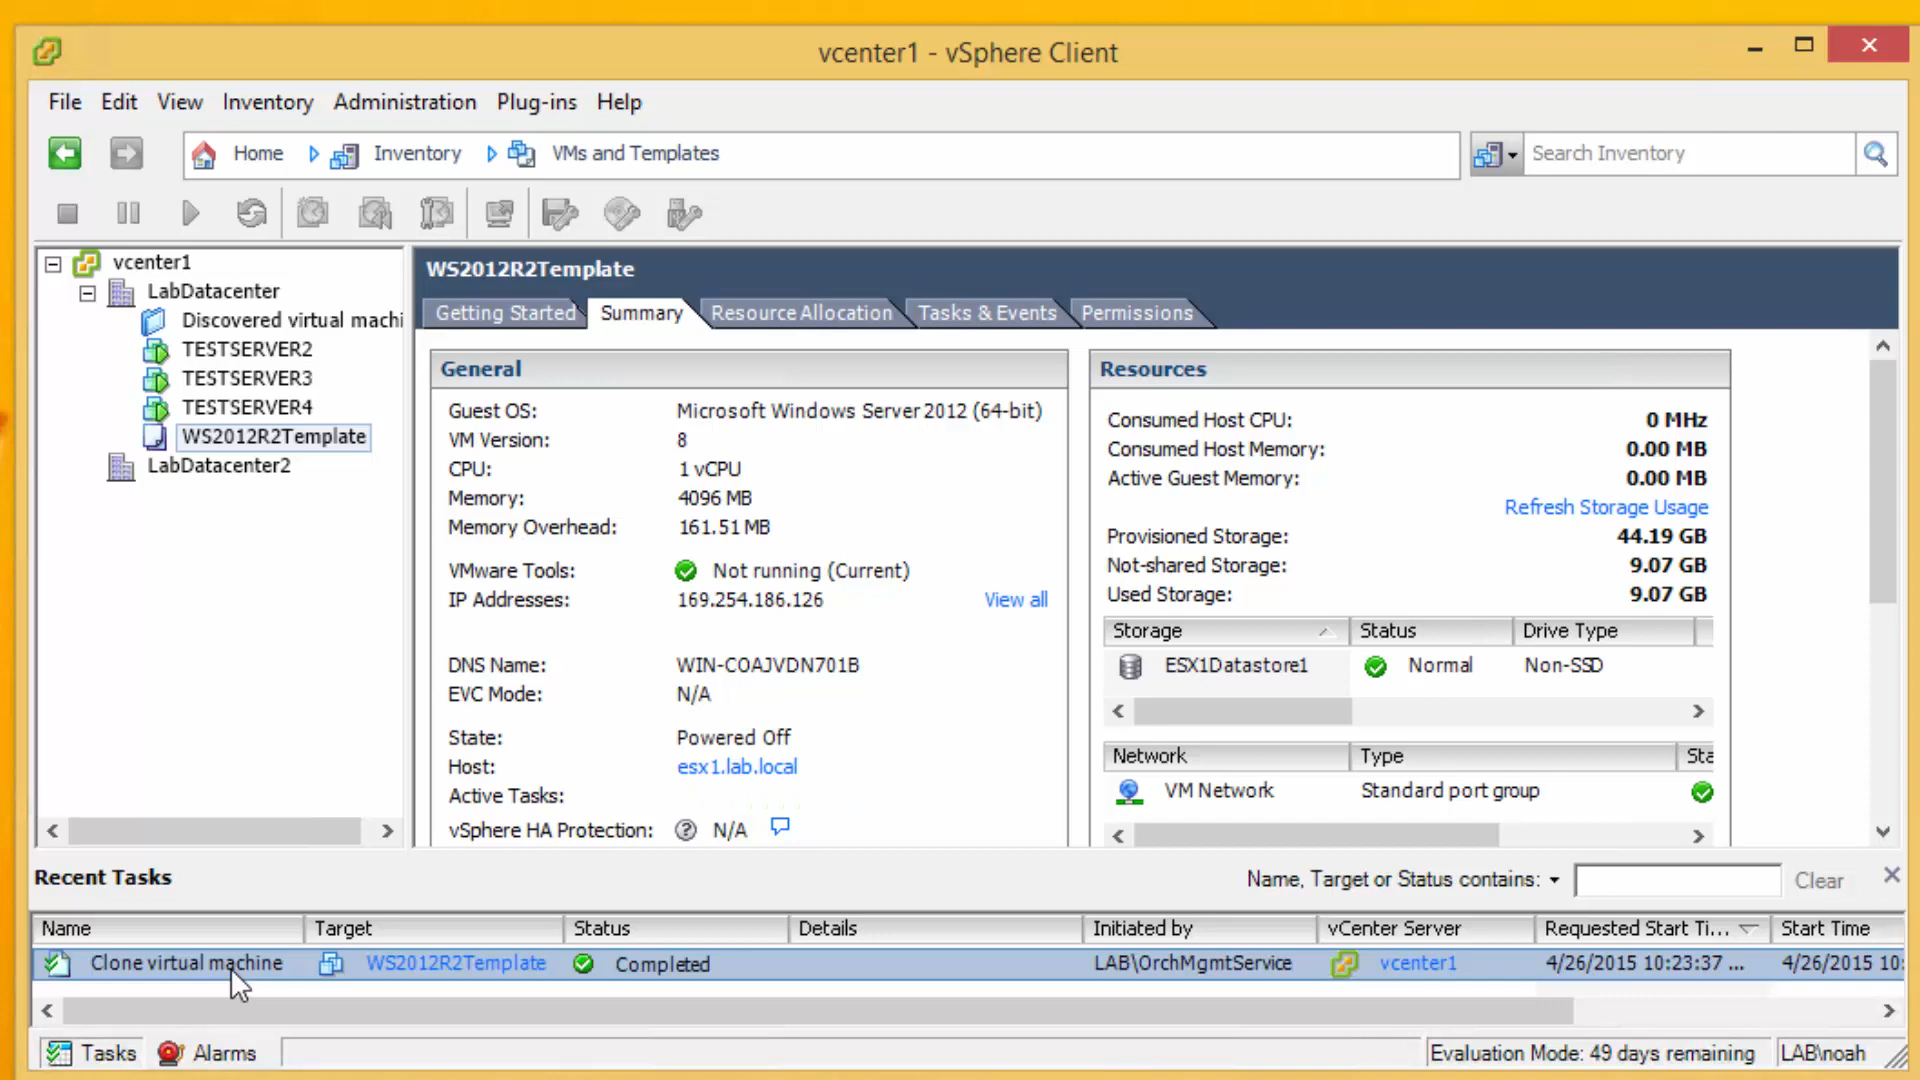 vcenter1 - vSphere Client
File Edit View Inventory Administration Plug-ins Help
Home Inventory VMs and Templates Search Inventory
vcenter1
LabDatacenter
Discovered virtual machi
TESTSERVER2
TESTSERVER3
TESTSERVER4
WS2012R2Template
LabDatacenter2
WS2012R2Template
Getting Started Summary Resource Allocation Tasks & Events Permissions
General
Guest OS: Microsoft Windows Server 2012 (64-bit)
VM Version: 8
CPU: 1 vCPU
Memory: 4096 MB
Memory Overhead: 161.51 MB
VMware Tools: Not running (Current)
IP Addresses: 169.254.186.126 View all
DNS Name: WIN-COAJVDN701B
EVC Mode: N/A
State: Powered Off
Host: esx1.lab.local
Active Tasks:
vSphere HA Protection: N/A
Resources
Consumed Host CPU: 0 MHz
Consumed Host Memory: 0.00 MB
Active Guest Memory: 0.00 MB
Refresh Storage Usage
Provisioned Storage: 44.19 GB
Not-shared Storage: 9.07 GB
Used Storage: 9.07 GB
Storage Status Drive Type
ESX1Datastore1 Normal Non-SSD
Network Type Sta
VM Network Standard port group
Recent Tasks Name, Target or Status contains: Clear
Name Target Status Details Initiated by vCenter Server Requested Start Ti... Start Time
Clone virtual machine WS2012R2Template Completed LAB\OrchMgmtService vcenter1 4/26/2015 10:23:37 ... 4/26/2015 10:
Tasks Alarms Evaluation Mode: 49 days remaining LAB\noah